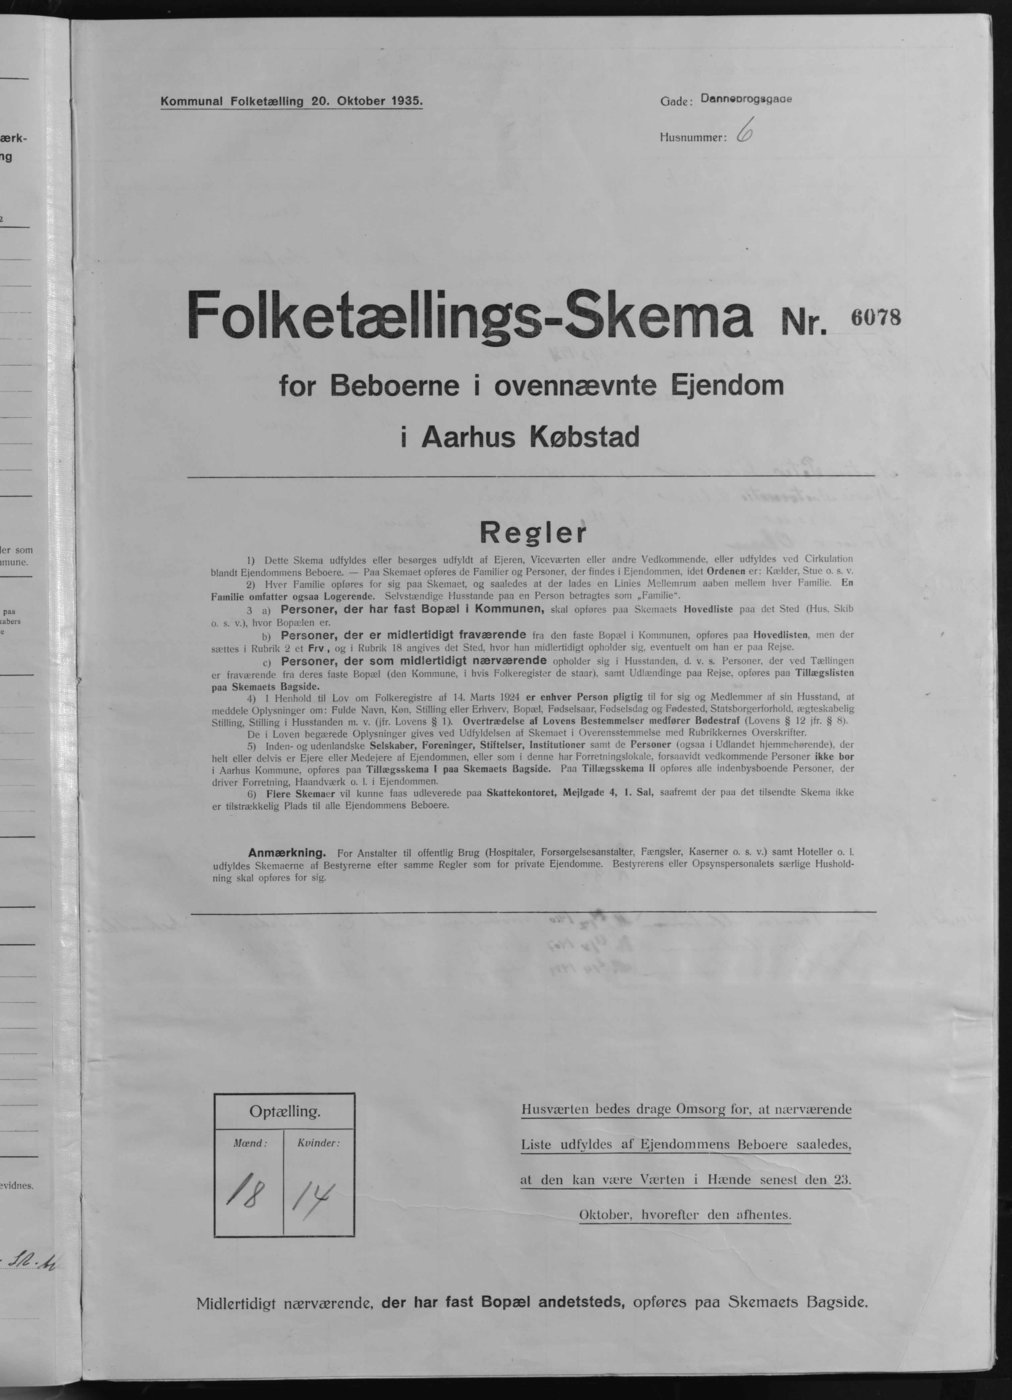 Kommunal Folketælling 20. Oktober 1935.
Gade: Dannebrogsgade
Husnummer: 6
Folketællings-Skema Nr. 6078
for Beboerne i ovennævnte Ejendom
i Aarhus Købstad
Regler
1) Dette Skema udfyldes eller besørges udfyldt af Ejeren, Viceværten eller andre Vedkommende, eller udfyldes ved Cirkulation
blandt Ejendommens Beboere. — Paa Skemaet opføres de Familier og Personer, der findes i Ejendommen, idet Ordenen er: Kælder, Stue o. s. v.
2) Hver Familie opføres for sig paa Skemaet, og saaledes at der lades en Linies Mellemrum aaben mellem hver Familie. En
Familie omfatter ogsaa Logerende. Selvstændige Husstande paa en Person betragtes som „Familie".
3 a) Personer, der har fast Bopæl i Kommunen, skal opføres paa Skemaets Hovedliste paa det Sted (Hus, Skib
o. s. v.), hvor Bopælen er.
b) Personer, der er midlertidigt fraværende fra den faste Bopæl i Kommunen, opføres paa Hovedlisten, men der
sættes i Rubrik 2 et Frv., og i Rubrik 18 angives det Sted, hvor han midlertidigt opholder sig, eventuelt om han er paa Rejse.
c) Personer, der som midlertidigt nærværende opholder sig i Husstanden, d. v. s. Personer, der ved Tællingen
er fraværende fra deres faste Bopæl (den Kommune, i hvis Folkeregister de staar), samt Udlændinge paa Rejse, opføres paa Tillægslisten
paa Skemaets Bagside.
4) I Henhold til Lov om Folkeregistre af 14. Marts 1924 er enhver Person pligtig til for sig og Medlemmer af sin Husstand, at
meddele Oplysninger om: Fulde Navn, Køn, Stilling eller Erhverv, Bopæl, Fødselsaar, Fødselsdag og Fødested, Statsborgerforhold, ægteskabelig
Stilling, Stilling i Husstanden m. v. (jfr. Lovens § 1). Overtrædelse af Lovens Bestemmelser medfører Bødestraf (Lovens § 12 jfr. § 8).
De i Loven begærede Oplysninger gives ved Udfyldelsen af Skemaet i Overensstemmelse med Rubrikkernes Overskrifter.
5) Inden- og udenlandske Selskaber, Foreninger, Stiftelser, Institutioner samt de Personer (ogsaa i Udlandet hjemmehørende), der
helt eller delvis er Ejere eller Medejere af Ejendommen, eller som i denne har Forretningslokale, forsaavidt vedkommende Personer ikke bor
i Aarhus Kommune, opføres paa Tillægsskema I paa Skemaets Bagside. Paa Tillægsskema II opføres alle indenbysboende Personer, der
driver Forretning, Haandværk o. l. i Ejendommen.
6) Flere Skemaer vil kunne faas udleverede paa Skattekontoret, Mejlgade 4, 1. Sal, saafremt der paa det tilsendte Skema ikke
er tilstrækkelig Plads til alle Ejendommens Beboere.
Anmærkning. For Anstalter til offentlig Brug (Hospitaler, Forsørgelsesanstalter, Fængsler, Kaserner o. s. v.) samt Hoteller o. l.
udfyldes Skemaerne af Bestyrerne efter samme Regler som for private Ejendomme. Bestyrerens eller Opsynspersonalets særlige Hushold-
ning skal opføres for sig.
Optælling.
Mænd: Kvinder:
18 14
Husværten bedes drage Omsorg for, at nærværende
Liste udfyldes af Ejendommens Beboere saaledes,
at den kan være Værten i Hænde senest den 23.
Oktober, hvorefter den afhentes.
Midlertidigt nærværende, der har fast Bopæl andetsteds, opføres paa Skemaets Bagside.